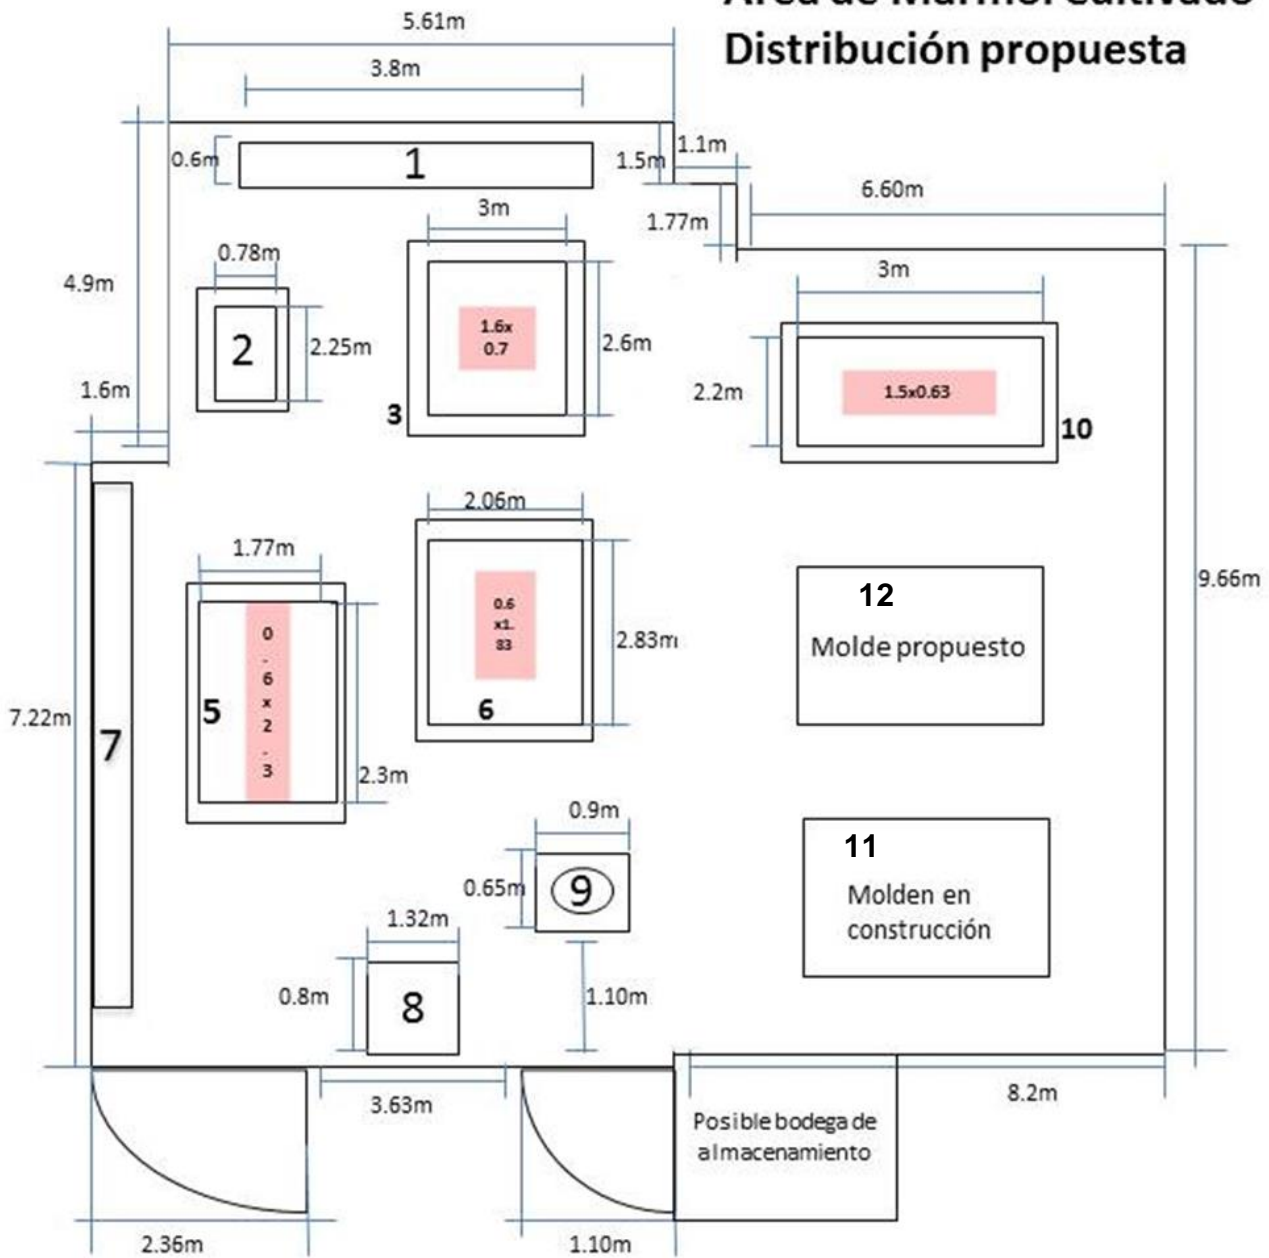 Área de Mármol Cultivado
Distribución propuesta
5.61m
3.8m
0.6m
1
1.5m
1.1m
6.60m
1.77m
3m
0.78m
3m
4.9m
2
2.25m
1.6x
0.7
2.6m
2.2m
1.5x0.63
1.6m
3
10
2.06m
1.77m
9.66m
12
0.6
x1.
83
Molde propuesto
2.83m
0
.
6
x
2
.
3
5
6
7.22m
7
2.3m
0.9m
11
0.65m
9
Molden en
construcción
1.32m
0.8m
8
1.10m
3.63m
8.2m
Posible bodega de
almacenamiento
2.36m
1.10m